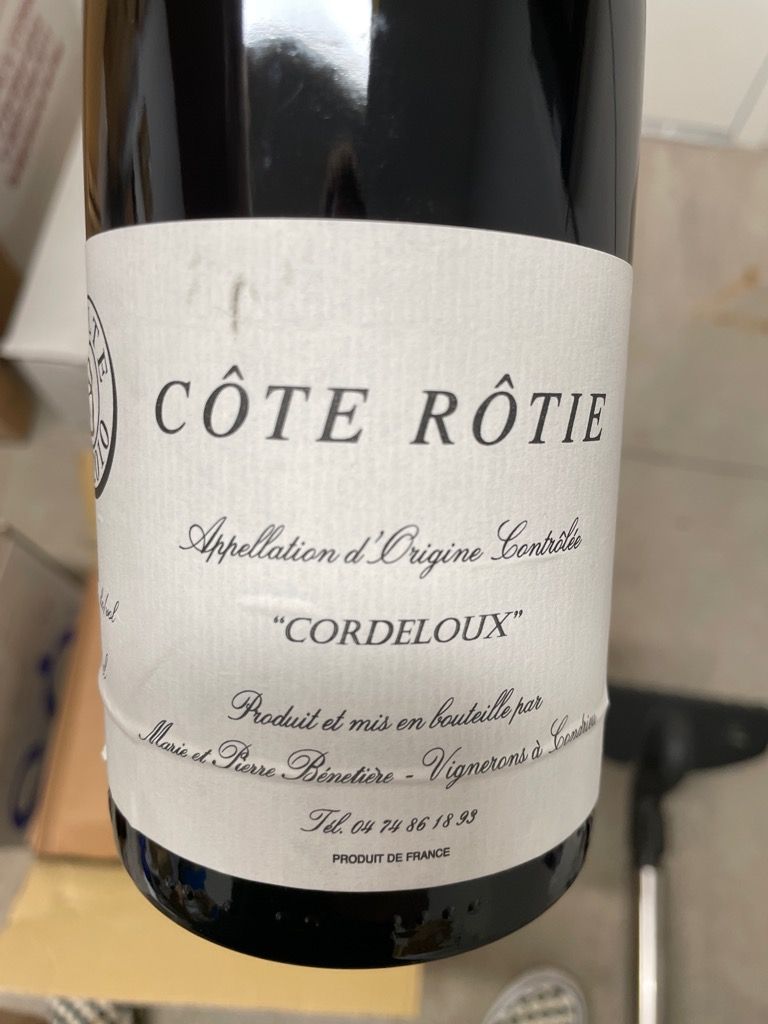 CÔTE RÔTIE
Appellation d'Origine Contrôlée
"CORDELOUX"
Produit et mis en bouteille par
Marie et Pierre Bénetière - Vignerons à Condrieu
Tél. 04 74 86 18 93
PRODUIT DE FRANCE